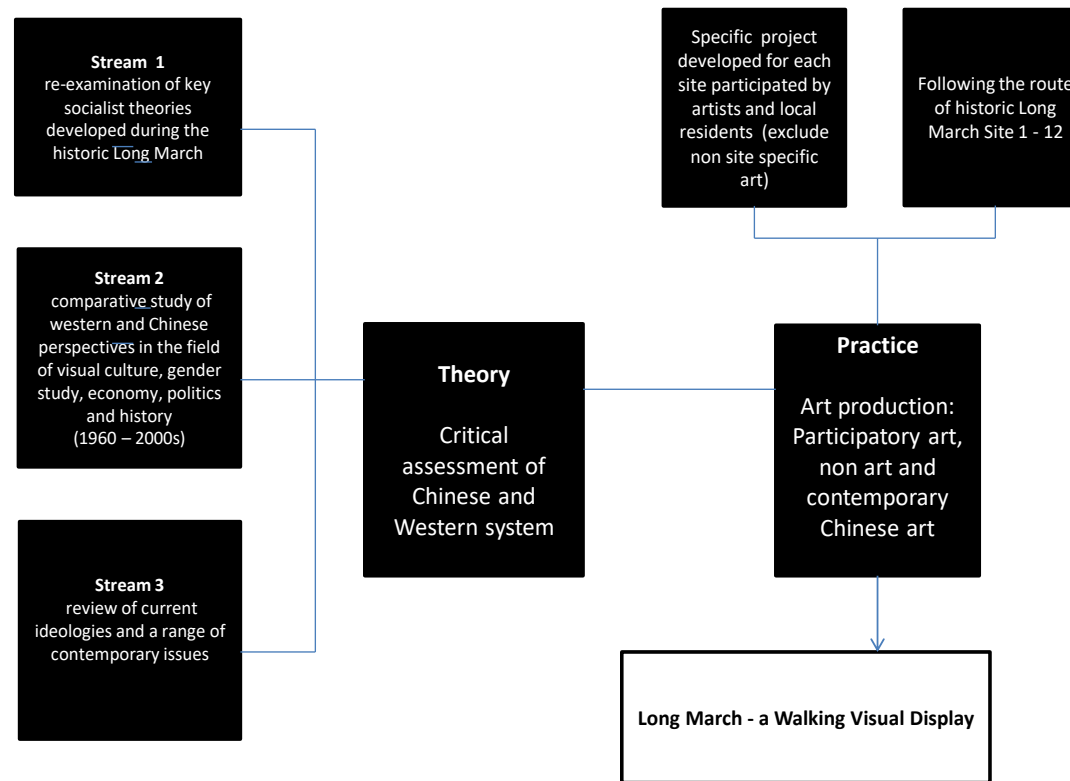 Stream 1
re-examination of key
socialist theories
developed during the
historic Long March
Stream 2
comparative study of
western and Chinese
perspectives in the field
of visual culture, gender
study, economy, politics
and history
(1960 – 2000s)
Stream 3
review of current
ideologies and a range of
contemporary issues
Theory
Critical
assessment of
Chinese and
Western system
Specific project
developed for each
site participated by
artists and local
residents (exclude
non site specific
art)
Following the route
of historic Long
March Site 1 - 12
Practice
Art production:
Participatory art,
non art and
contemporary
Chinese art
Long March - a Walking Visual Display